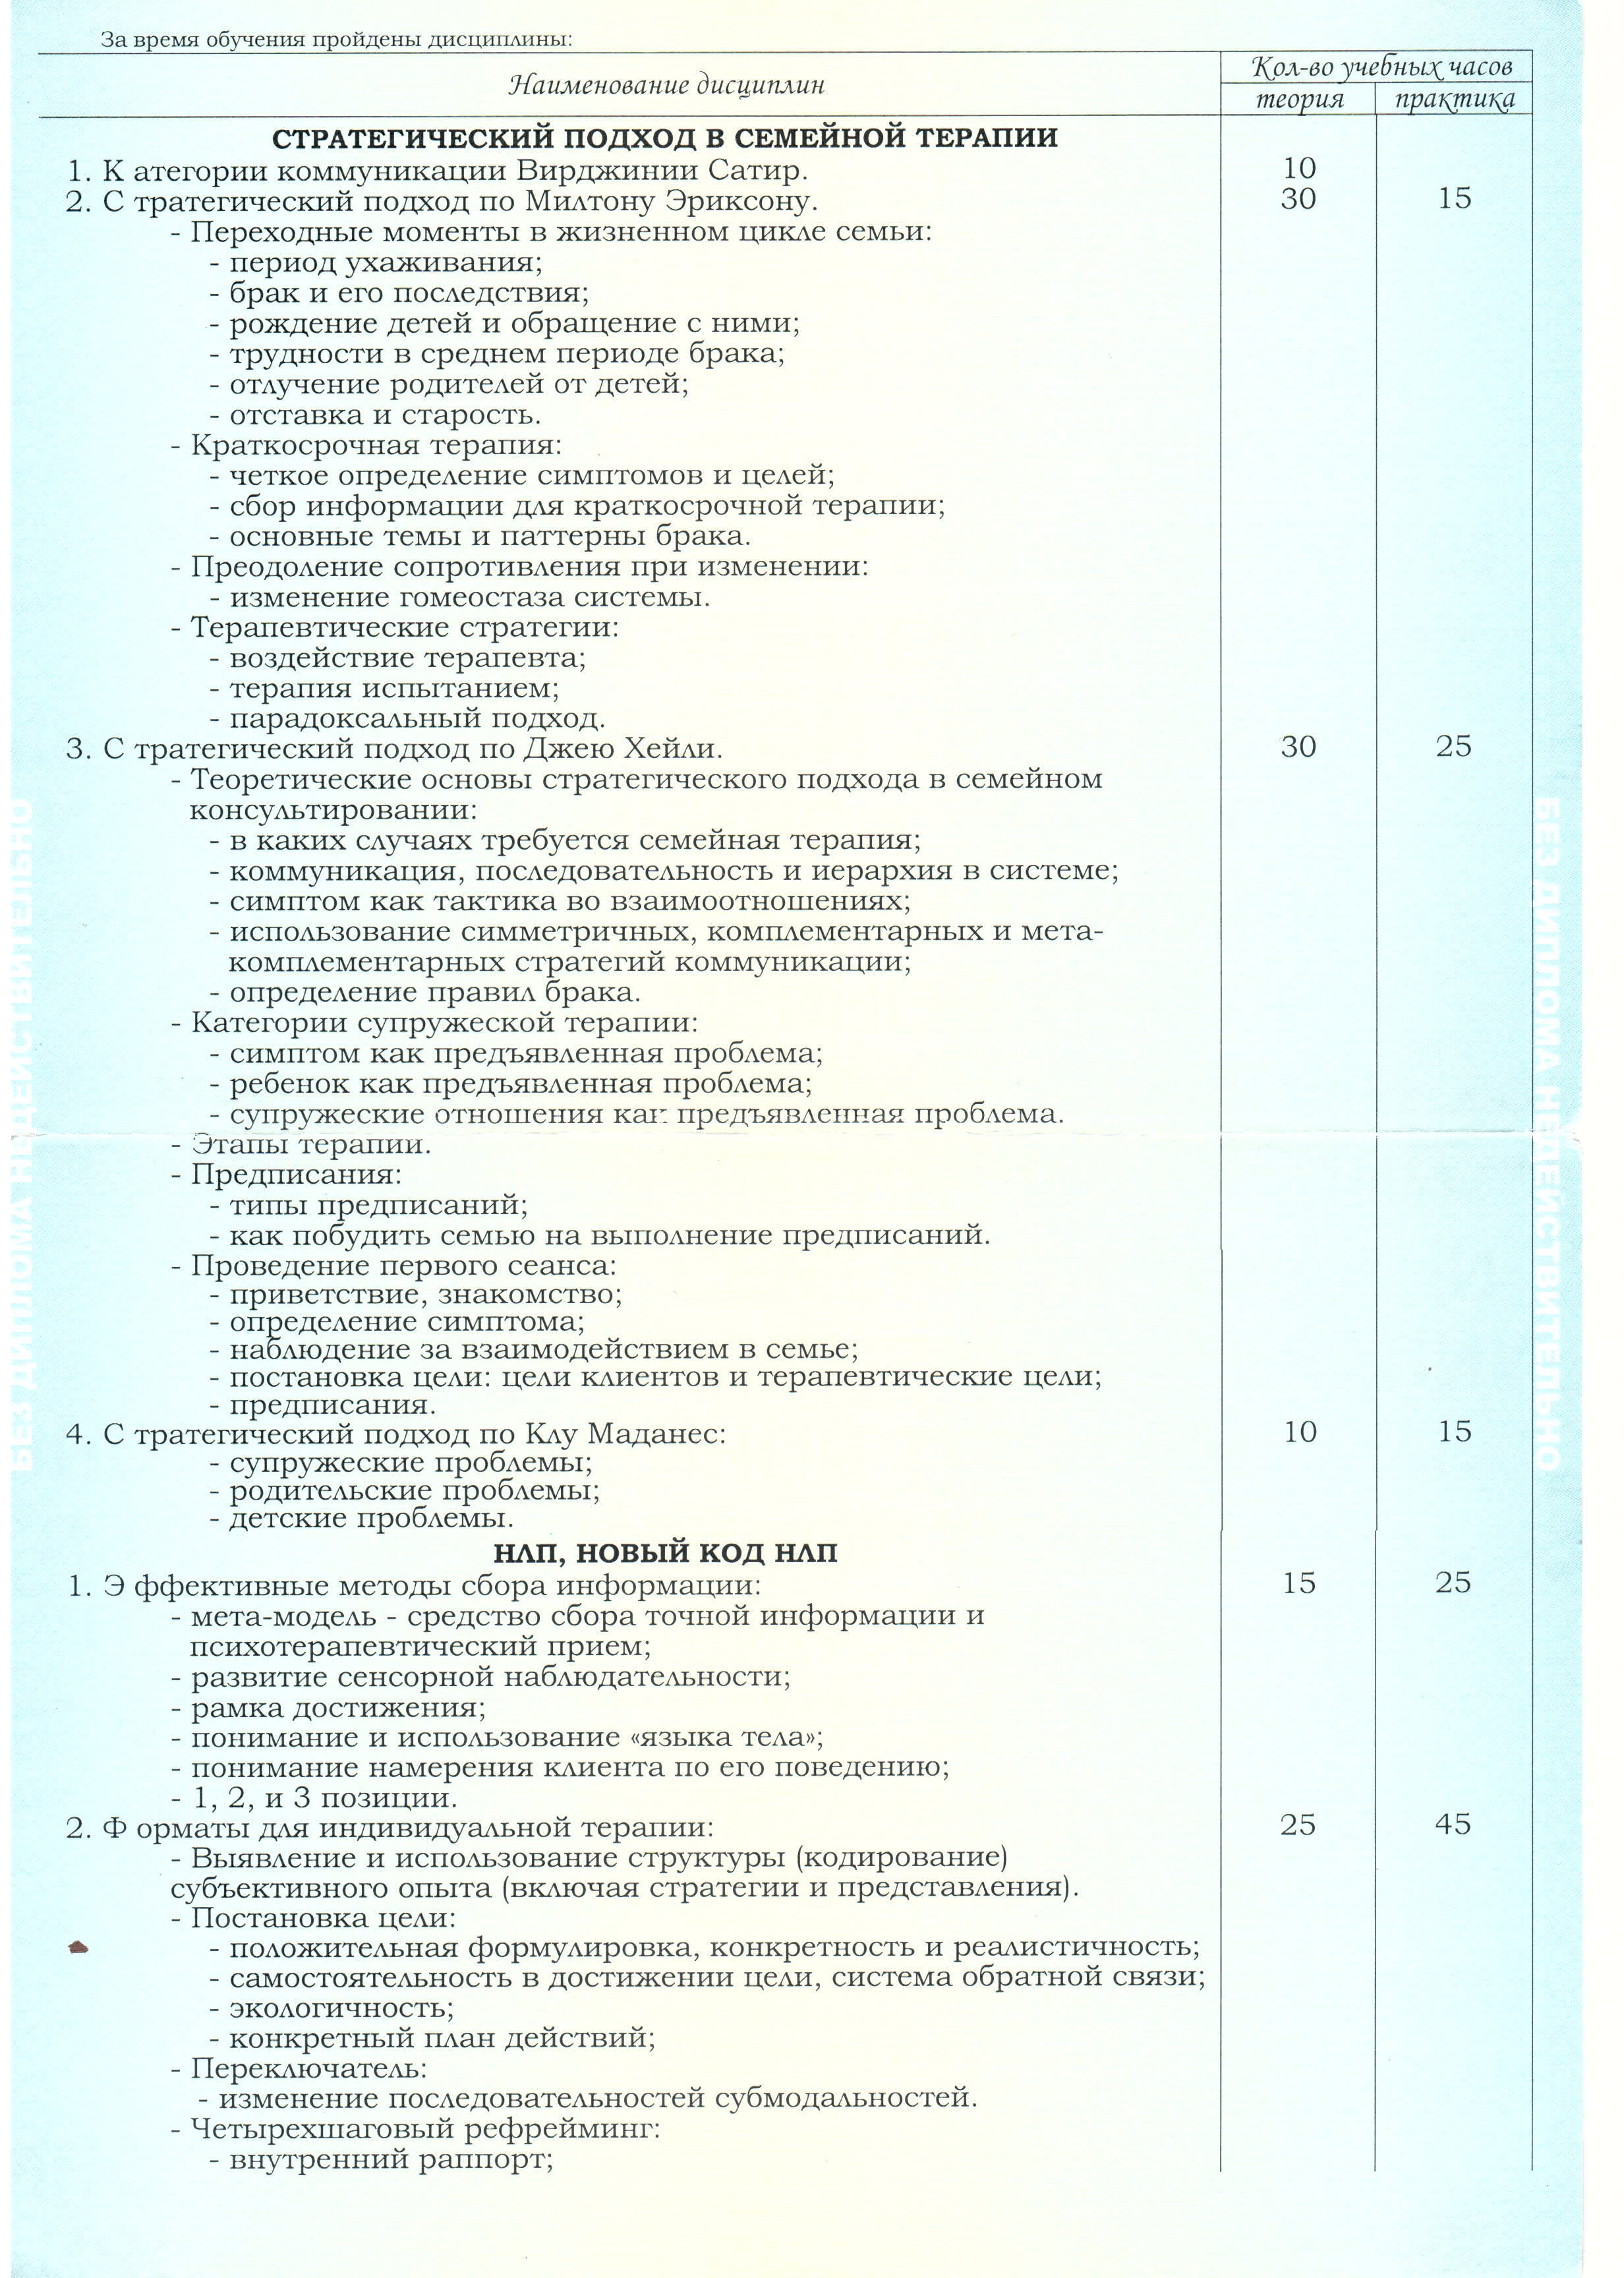 За время обучения пройдены дисциплины:
Наименование дисциплин
Кол-во учебных часов
теория практика
СТРАТЕГИЧЕСКИЙ ПОДХОД В СЕМЕЙНОЙ ТЕРАПИИ
1. К атегории коммуникации Вирджинии Сатир. 10
2. С тратегический подход по Милтону Эриксону. 30 15
- Переходные моменты в жизненном цикле семьи:
- период ухаживания;
- брак и его последствия;
- рождение детей и обращение с ними;
- трудности в среднем периоде брака;
- отлучение родителей от детей;
- отставка и старость.
- Краткосрочная терапия:
- четкое определение симптомов и целей;
- сбор информации для краткосрочной терапии;
- основные темы и паттерны брака.
- Преодоление сопротивления при изменении:
- изменение гомеостаза системы.
- Терапевтические стратегии:
- воздействие терапевта;
- терапия испытанием;
- парадоксальный подход.
3. С тратегический подход по Джею Хейли. 30 25
- Теоретические основы стратегического подхода в семейном
консультировании:
- в каких случаях требуется семейная терапия;
- коммуникация, последовательность и иерархия в системе;
- симптом как тактика во взаимоотношениях;
- использование симметричных, комплементарных и мета-
комплементарных стратегий коммуникации;
- определение правил брака.
- Категории супружеской терапии:
- симптом как предъявленная проблема;
- ребенок как предъявленная проблема;
- супружеские отношения как предъявленная проблема.
- Этапы терапии.
- Предписания:
- типы предписаний;
- как побудить семью на выполнение предписаний.
- Проведение первого сеанса:
- приветствие, знакомство;
- определение симптома;
- наблюдение за взаимодействием в семье;
- постановка цели: цели клиентов и терапевтические цели;
- предписания.
4. С тратегический подход по Клу Маданес: 10 15
- супружеские проблемы;
- родительские проблемы;
- детские проблемы.
НЛП, НОВЫЙ КОД НЛП
1. Э ффективные методы сбора информации: 15 25
- мета-модель - средство сбора точной информации и
психотерапевтический прием;
- развитие сенсорной наблюдательности;
- рамка достижения;
- понимание и использование «языка тела»;
- понимание намерения клиента по его поведению;
- 1, 2, и 3 позиции.
2. Ф орматы для индивидуальной терапии: 25 45
- Выявление и использование структуры (кодирование)
субъективного опыта (включая стратегии и представления).
- Постановка цели:
- положительная формулировка, конкретность и реалистичность;
- самостоятельность в достижении цели, система обратной связи;
- экологичность;
- конкретный план действий;
- Переключатель:
- изменение последовательностей субмодальностей.
- Четырехшаговый рефрейминг:
- внутренний раппорт;
БЕЗ ДИПЛОМА НЕДЕЙСТВИТЕЛЬНО
БЕЗ ДИПЛОМА НЕДЕЙСТВИТЕЛЬНО